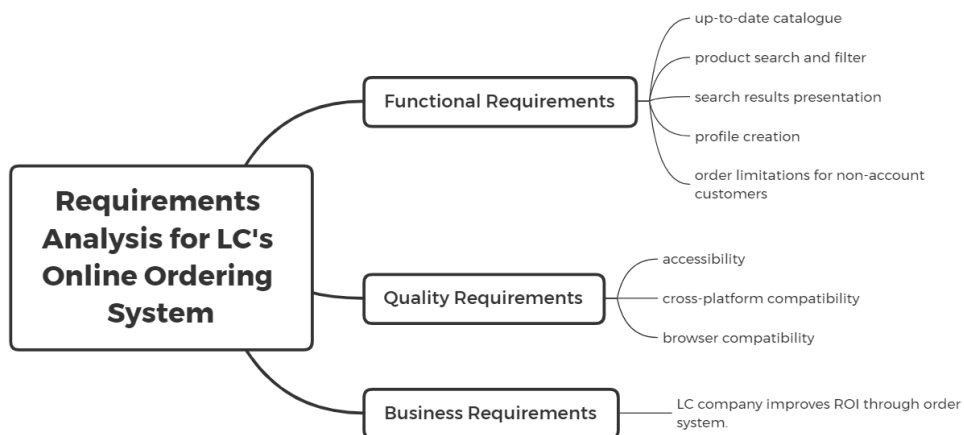 Requirements
Analysis for LC's
Online Ordering
System
Functional Requirements
up-to-date catalogue
product search and filter
search results presentation
profile creation
order limitations for non-account
customers
Quality Requirements
accessibility
cross-platform compatibility
browser compatibility
Business Requirements
LC company improves ROI through order
system.